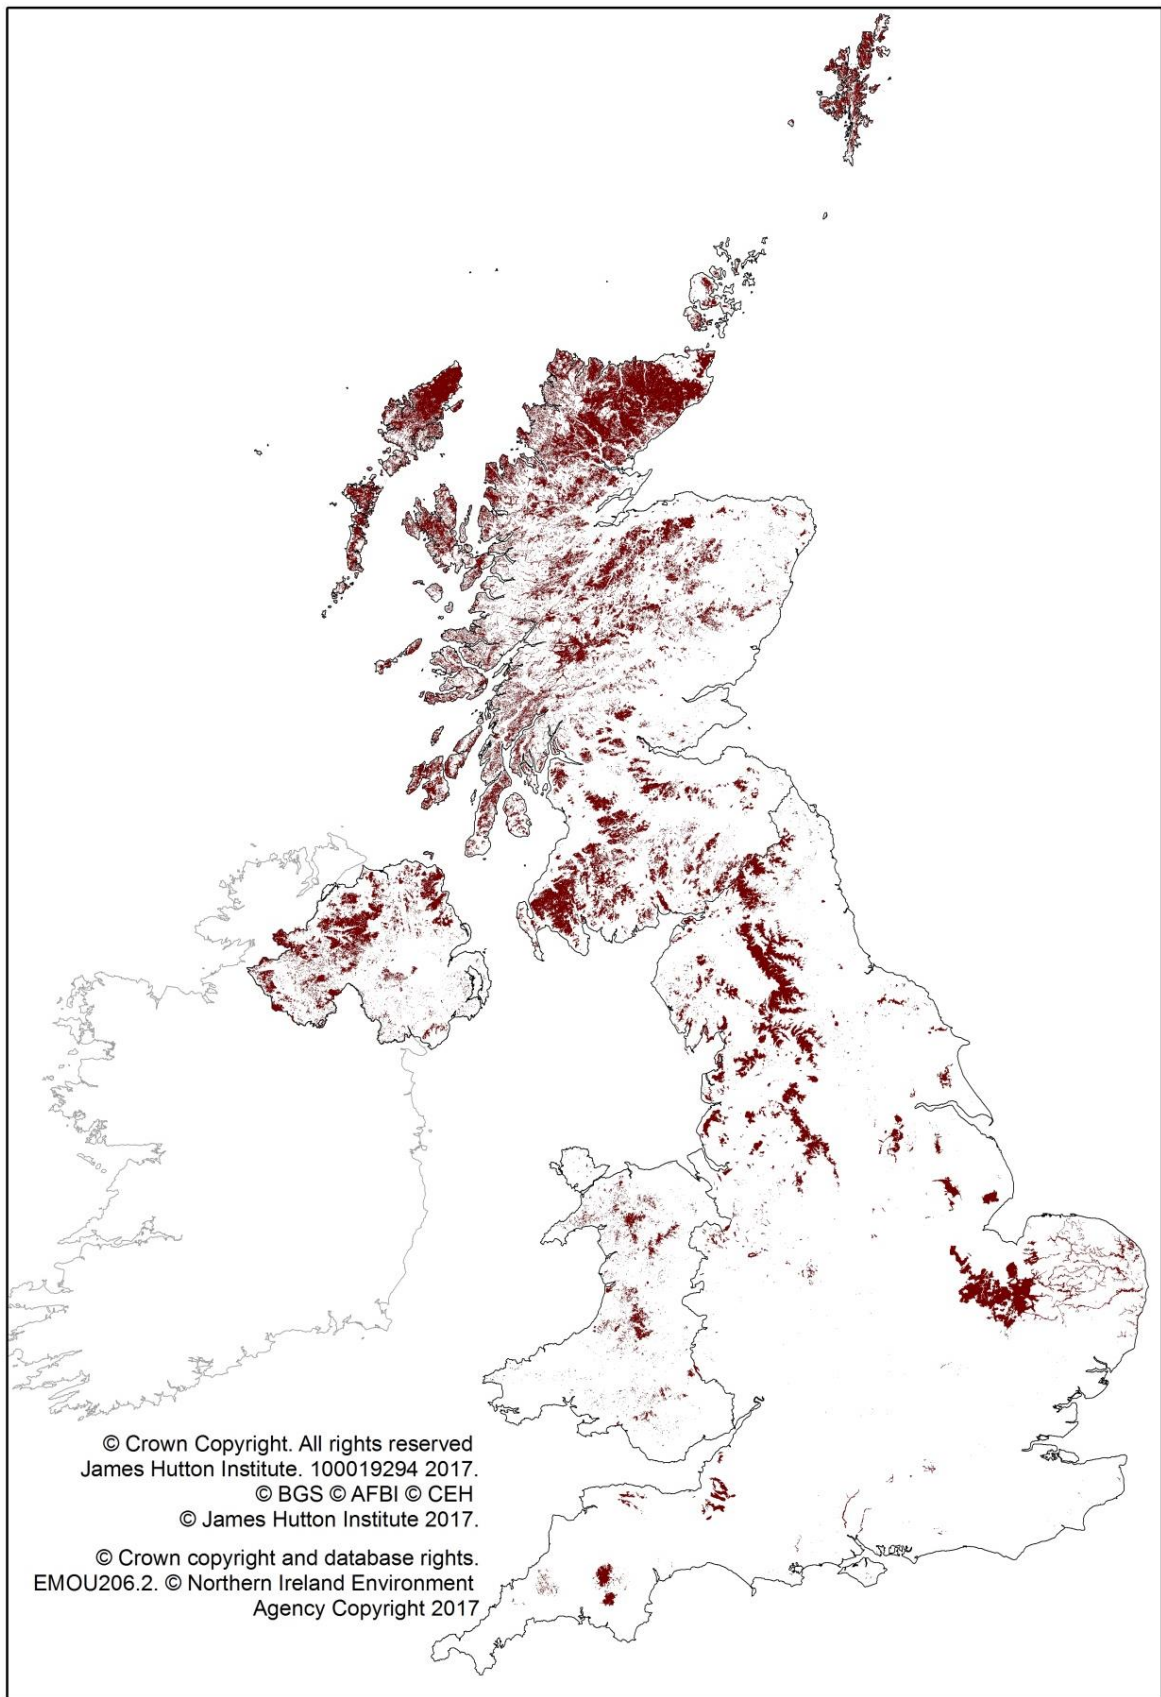 © Crown Copyright. All rights reserved
James Hutton Institute. 100019294 2017.
© BGS © AFBI © CEH
© James Hutton Institute 2017.
© Crown copyright and database rights.
EMOU206.2. © Northern Ireland Environment
Agency Copyright 2017